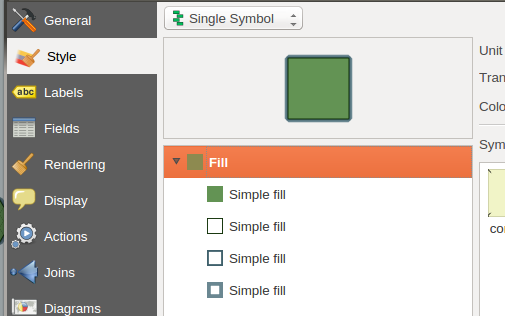 General
Style
abc Labels
Fields
Rendering
Display
Actions
Joins
Diagrams
Single Symbol
Fill
Simple fill
Simple fill
Simple fill
Simple fill
Unit
Tran
Colo
Sym